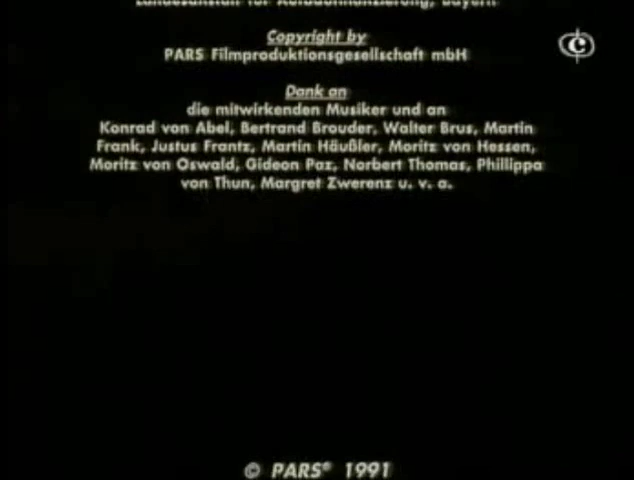 Copyright by
PARS Filmproduktionsgesellschaft mbH
Dank an
die mitwirkenden Musiker und an
Konrad von Abel, Bertrand Brouder, Walter Brus, Martin
Frank, Justus Frantz, Martin Häußler, Moritz von Hessen,
Moritz von Oswald, Gideon Paz, Norbert Thomas, Phillippa
von Thun, Margret Zwerenz u. v. a.
© PARS® 1991